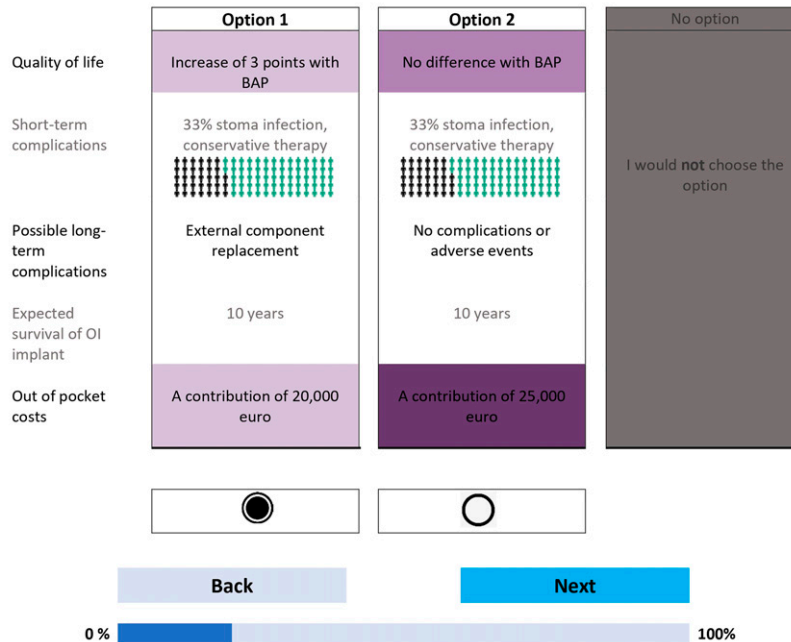 Option 1
Option 2
No option
Quality of life
Increase of 3 points with
BAP
No difference with BAP
Short-term
complications
33% stoma infection,
conservative therapy
33% stoma infection,
conservative therapy
I would not choose the
option
Possible long-
term
complications
External component
replacement
No complications or
adverse events
Expected
survival of OI
implant
10 years
10 years
Out of pocket
costs
A contribution of 20,000
euro
A contribution of 25,000
euro
Back
Next
0 %
100%